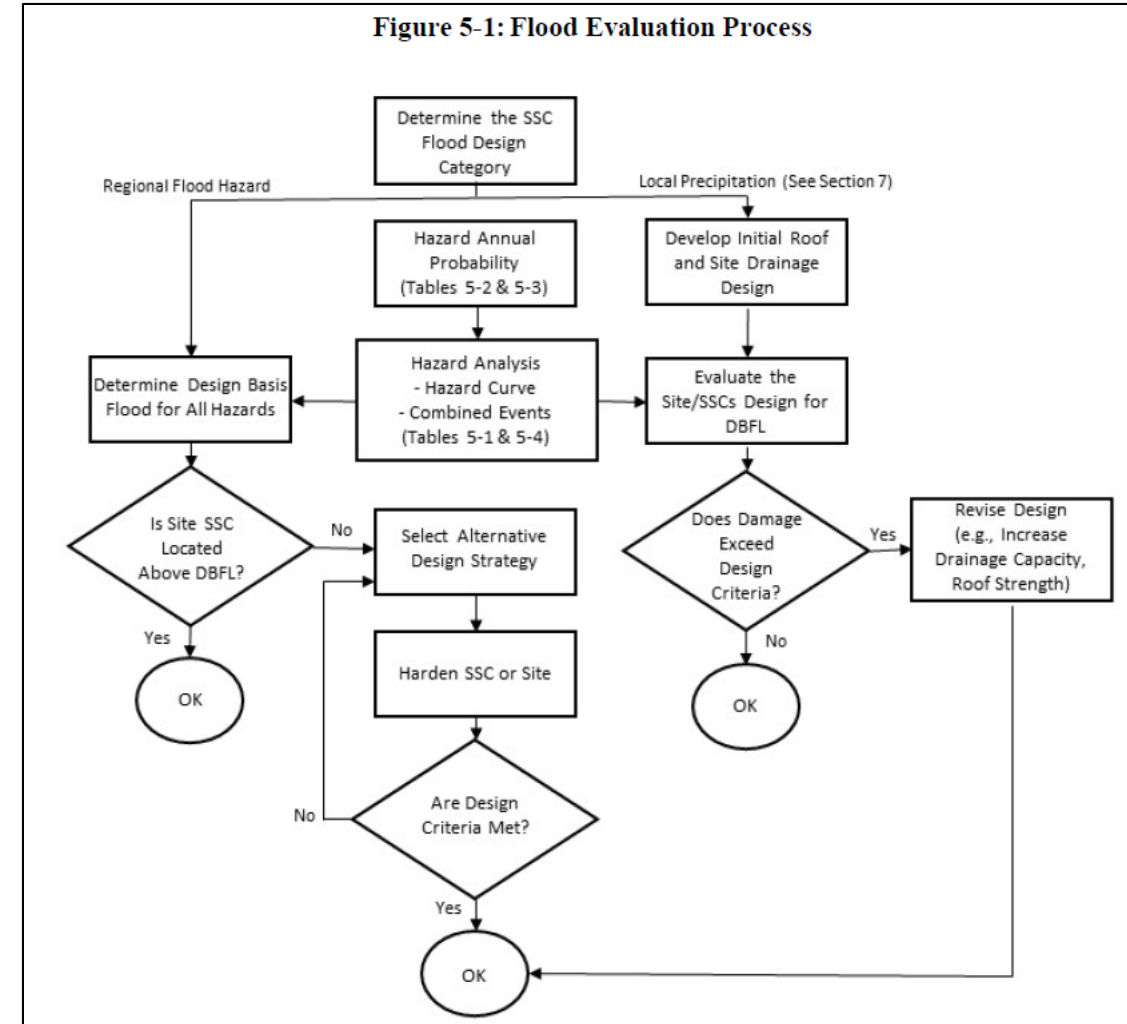 Figure 5-1: Flood Evaluation Process
Determine the SSC
Flood Design
Category
Regional Flood Hazard
Local Precipitation (See Section 7)
Hazard Annual
Probability
(Tables 5-2 & 5-3)
Develop Initial Roof
and Site Drainage
Design
Determine Design Basis
Flood for All Hazards
Hazard Analysis
- Hazard Curve
- Combined Events
(Tables 5-1 & 5-4)
Evaluate the
Site/SSCs Design for
DBFL
Is Site SSC
Located
Above DBFL?
No
Select Alternative
Design Strategy
Does Damage
Exceed
Design
Criteria?
Yes
Revise Design
(e.g., Increase
Drainage Capacity,
Roof Strength)
Yes
OK
Harden SSC or Site
No
OK
No
Are Design
Criteria Met?
Yes
OK